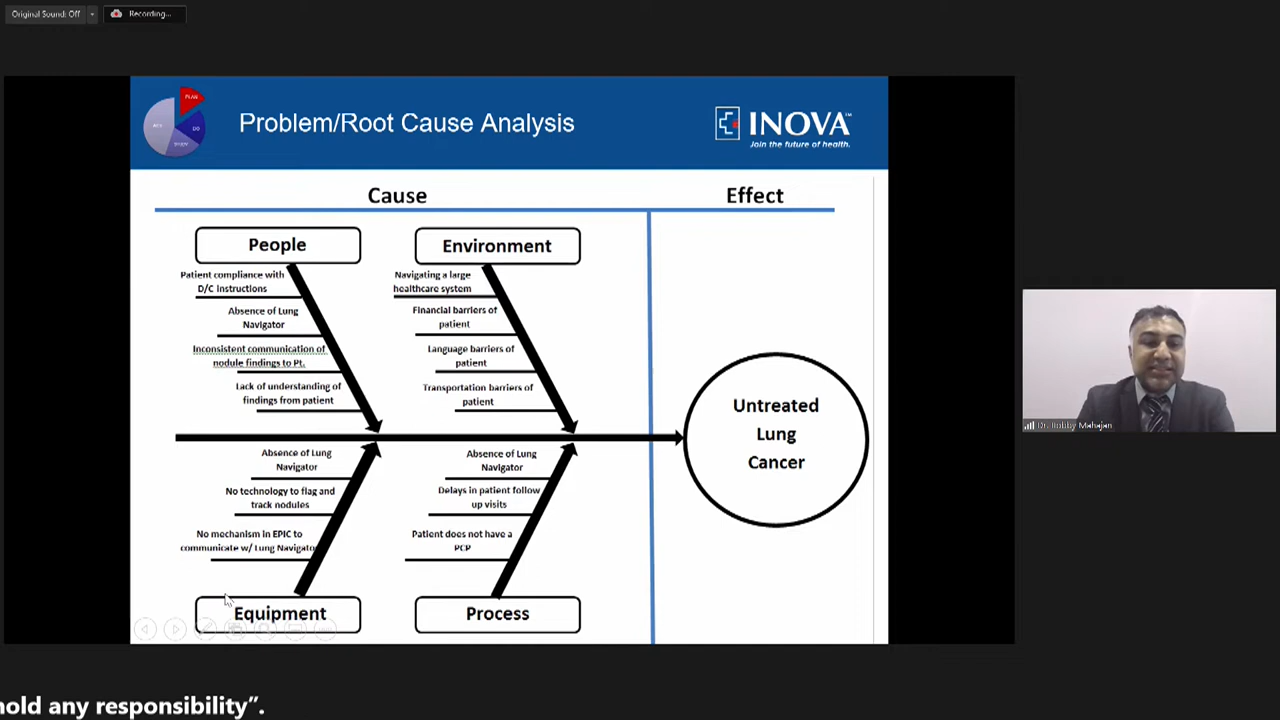 Original Sound: Off
Recording...
PLAN
ACT
DO
STUDY
Problem/Root Cause Analysis
INOVA™
Join the future of health.
Cause
Effect
People
Environment
Patient compliance with
D/C Instructions
Absence of Lung
Navigator
Inconsistent communication of
nodule findings to Pt.
Lack of understanding of
findings from patient
Navigating a large
healthcare system
Financial barriers of
patient
Language barriers of
patient
Transportation barriers of
patient
Untreated
Lung
Cancer
Absence of Lung
Navigator
No technology to flag and
track nodules
No mechanism in EPIC to
communicate w/ Lung Navigator
Absence of Lung
Navigator
Delays in patient follow
up visits
Patient does not have a
PCP
Equipment
Process
Dr. Bobby Mahajan
hold any responsibility”.